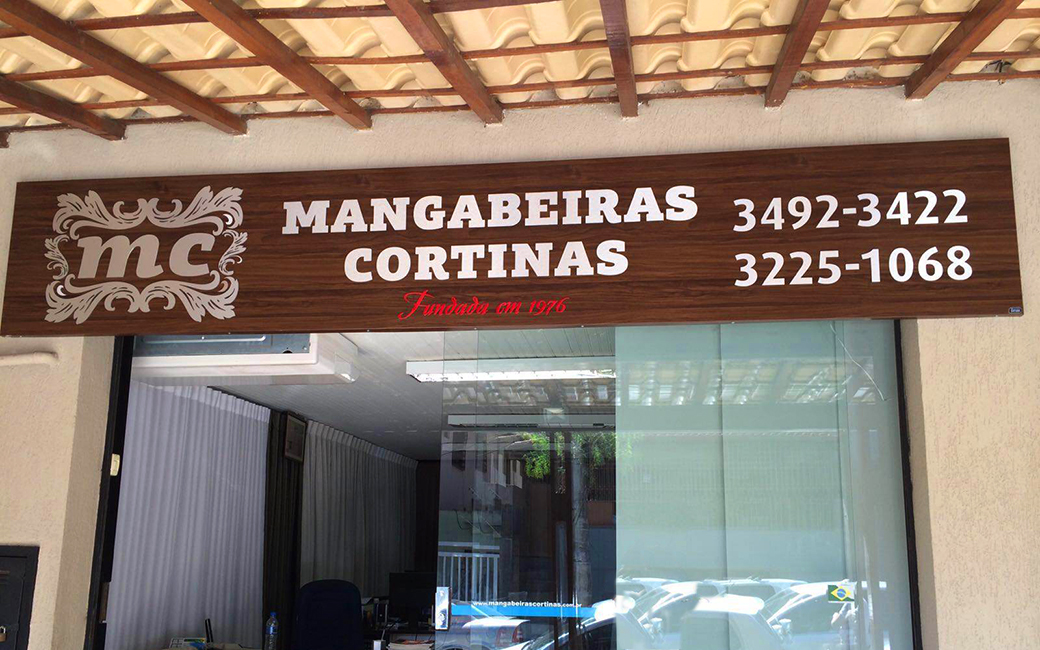 mc
MANGABEIRAS
CORTINAS
Fundada em 1976
3492-3422
3225-1068
www.mangabeirascortinas.com.br